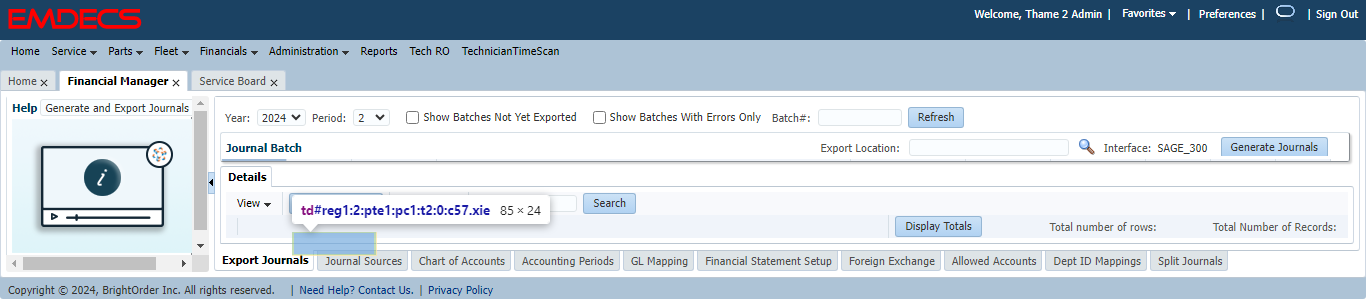 EMDECS
Welcome, Thame 2 Admin | Favorites | Preferences | | Sign Out
Home Service Parts Fleet Financials Administration Reports Tech RO TechnicianTimeScan
Home Financial Manager Service Board
Help Generate and Export Journals
Year: 2024 Period: 2 Show Batches Not Yet Exported Show Batches With Errors Only Batch#: Refresh
Journal Batch Export Location: Interface: SAGE_300 Generate Journals
Details
View Search
td#reg1:2:pte1:pc1:t2:0:c57.xie 85 × 24
Display Totals Total number of rows: Total Number of Records:
Export Journals Journal Sources Chart of Accounts Accounting Periods GL Mapping Financial Statement Setup Foreign Exchange Allowed Accounts Dept ID Mappings Split Journals
Copyright © 2024, BrightOrder Inc. All rights reserved. | Need Help? Contact Us. | Privacy Policy